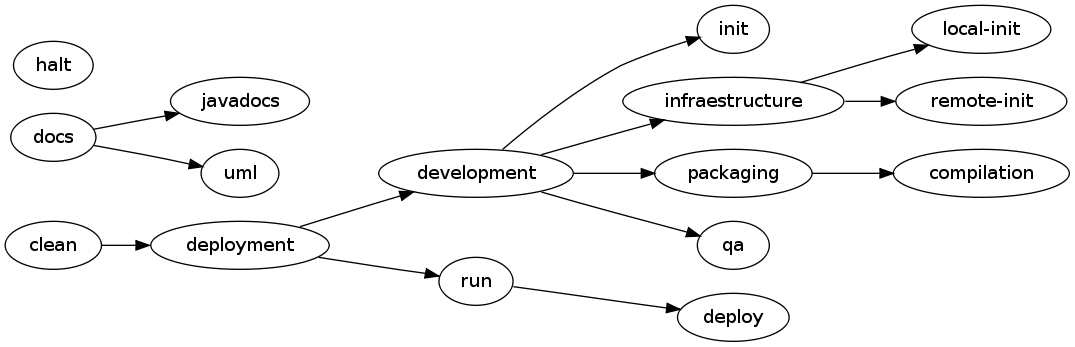 halt
docs
javadocs
uml
clean
deployment
development
run
init
infraestructure
packaging
qa
deploy
local-init
remote-init
compilation